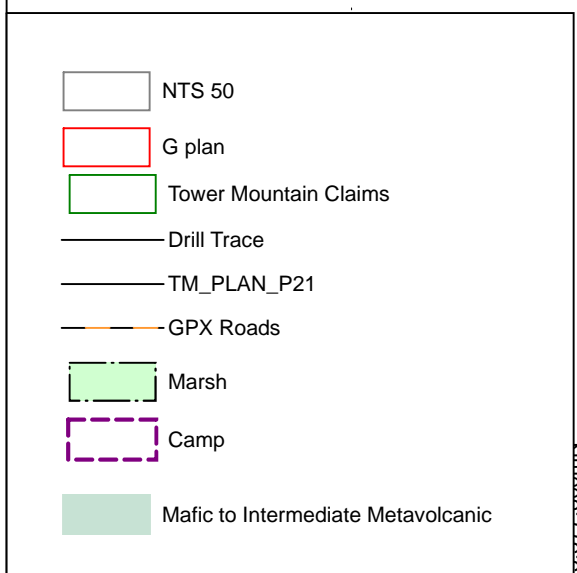 NTS 50
G plan
Tower Mountain Claims
Drill Trace
TM_PLAN_P21
GPX Roads
Marsh
Camp
Mafic to Intermediate Metavolcanic